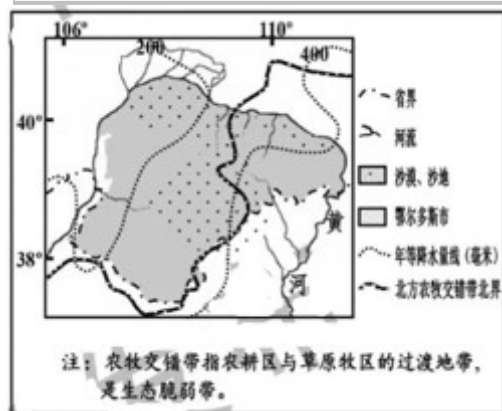 106° 110°
200 400
40°
38°
黄
河
省界
河流
沙漠、沙地
鄂尔多斯市
年等降水量线(毫米)
北方农牧交错带北界
注：农牧交错带指农耕区与草原牧区的过渡地带，
是生态脆弱带。